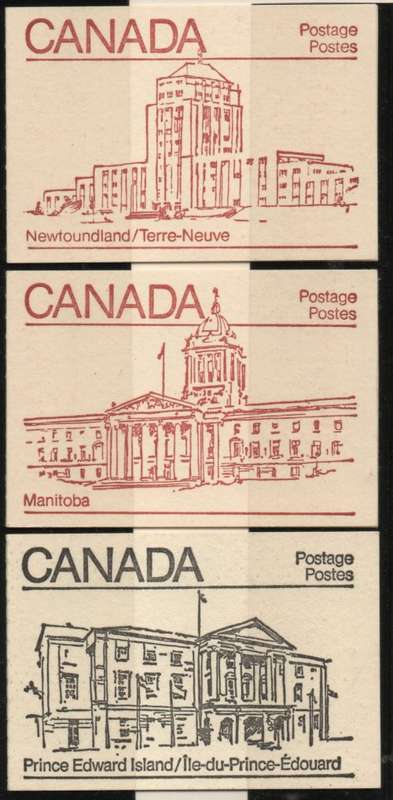 CANADA
Postage
Postes
Newfoundland/Terre-Neuve
CANADA
Postage
Postes
Manitoba
CANADA
Postage
Postes
Prince Edward Island/Île-du-Prince-Édouard